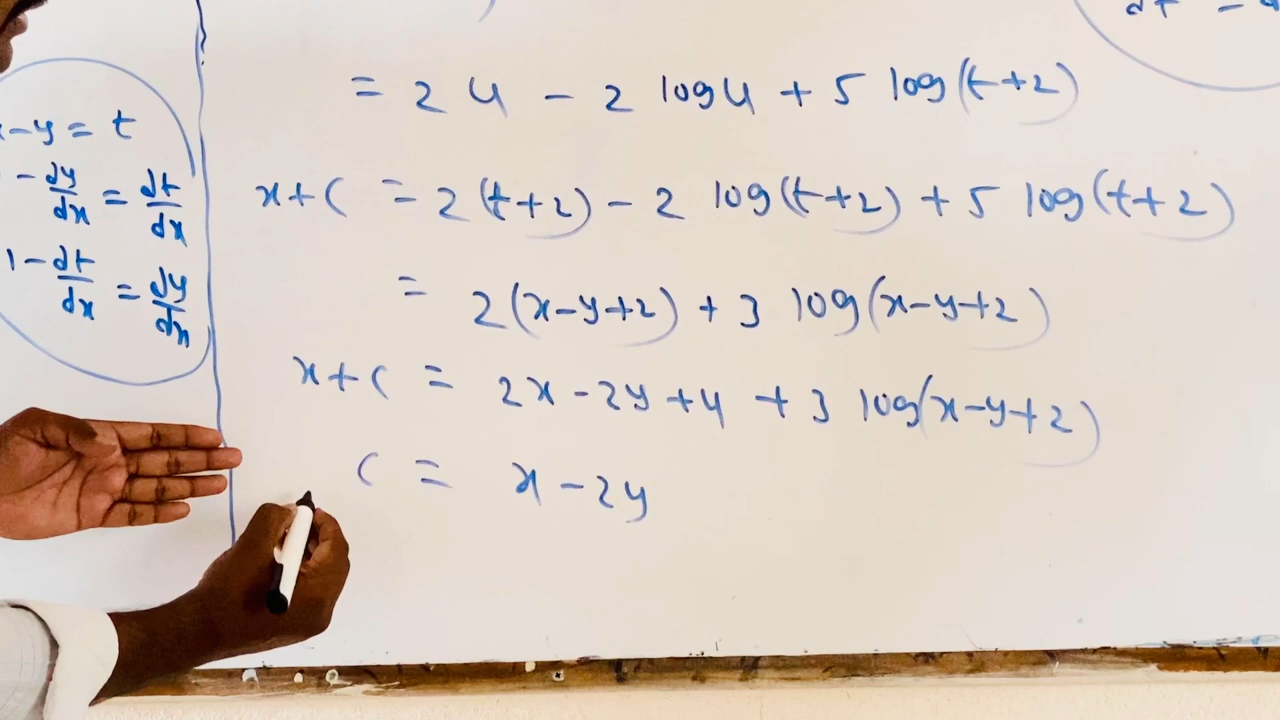 x-y = t
- dy/dx = dt/dx
1 - dt/dx = dy/dx
= 2u - 2 log u + 5 log(t+2)
x+c = 2(t+2) - 2 log(t+2) + 5 log(t+2)
= 2(x-y+2) + 3 log(x-y+2)
x+c = 2x - 2y + 4 + 3 log(x-y+2)
c = x - 2y